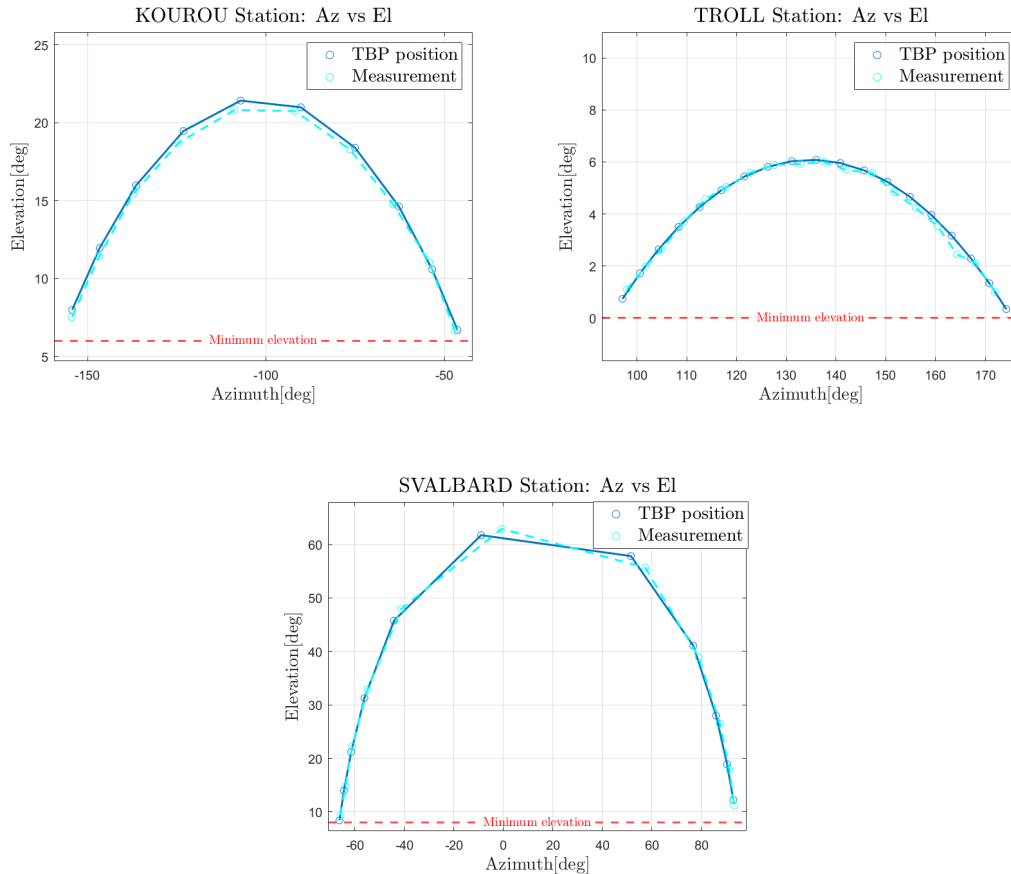 KOUROU Station: Az vs El
25
20
15
10
5
Elevation[deg]
TBP position
Measurement
Minimum elevation
-150 -100 -50
Azimuth[deg]
TROLL Station: Az vs El
10
8
6
4
2
0
Elevation[deg]
TBP position
Measurement
Minimum elevation
100 110 120 130 140 150 160 170
Azimuth[deg]
SVALBARD Station: Az vs El
60
50
40
30
20
10
Elevation[deg]
TBP position
Measurement
Minimum elevation
-60 -40 -20 0 20 40 60 80
Azimuth[deg]